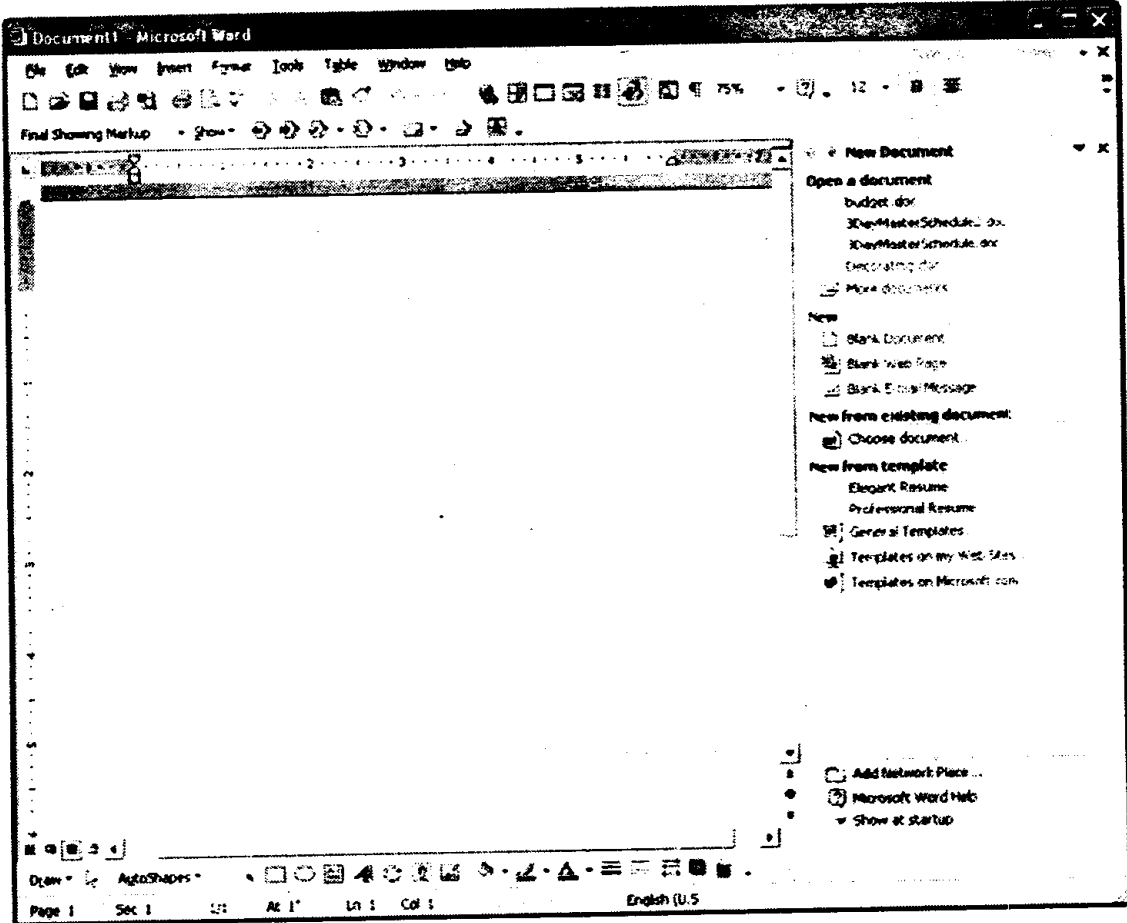 Document1 - Microsoft Word
File Edit View Insert Format Tools Table Window Help
75% 12 B
Final Showing Markup Show
New Document
Open a document
budget.doc
3DayMasterSchedule
3DayMasterSchedule.doc
Decorating.doc
More documents
New
Blank Document
Blank Web Page
Blank E-mail Message
New from existing document
Choose document...
New from template
Elegant Resume
Professional Resume
General Templates...
Templates on my Web Sites...
Templates on Microsoft.com
Add Network Place...
Microsoft Word Help
Show at startup
Draw AutoShapes
Page 1 Sec 1 At 1" Ln 1 Col 1 English (U.S